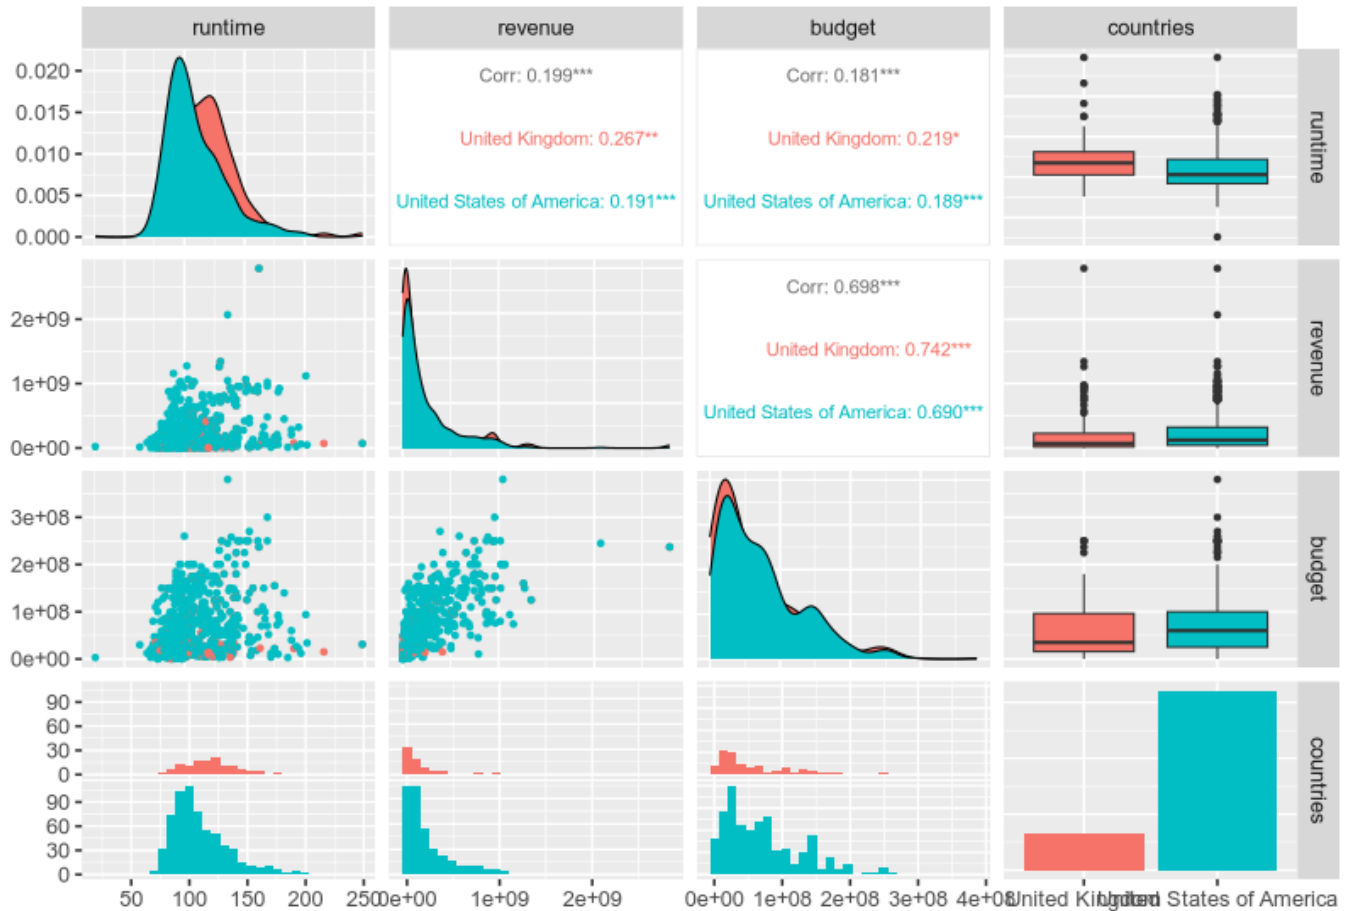 runtime
revenue
budget
countries
0.020
0.015
0.010
0.005
0.000
Corr: 0.199***
United Kingdom: 0.267**
United States of America: 0.191***
Corr: 0.181***
United Kingdom: 0.219*
United States of America: 0.189***
runtime
2e+09
1e+09
0e+00
Corr: 0.698***
United Kingdom: 0.742***
United States of America: 0.690***
revenue
3e+08
2e+08
1e+08
0e+00
budget
90
60
30
0
90
60
30
0
countries
50 100 150 200 250
0e+00 1e+09 2e+09
0e+00 1e+08 2e+08 3e+08 4e+08
United Kingdom
United States of America